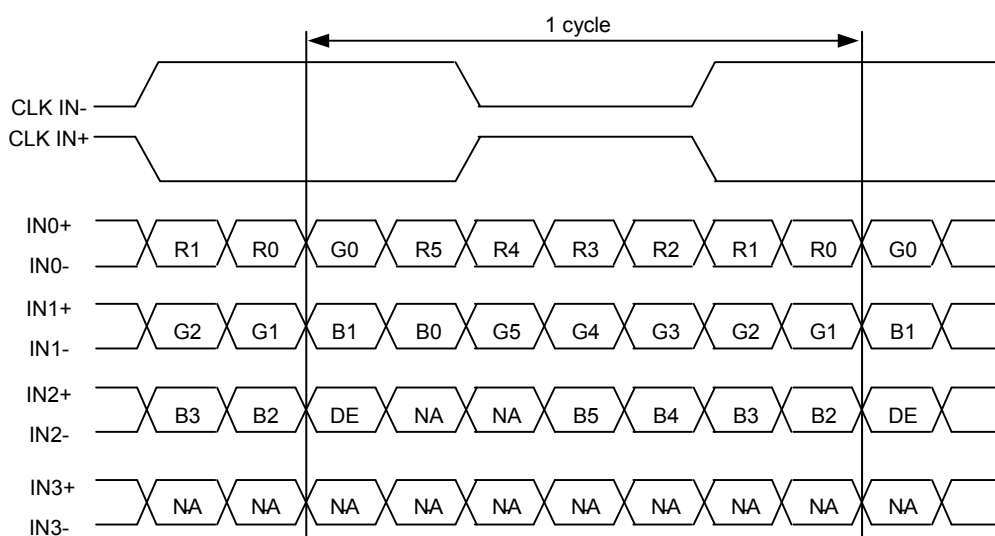 1 cycle
CLK IN-
CLK IN+
IN0+
R1 R0 G0 R5 R4 R3 R2 R1 R0 G0
IN0-
IN1+
G2 G1 B1 B0 G5 G4 G3 G2 G1 B1
IN1-
IN2+
B3 B2 DE NA NA B5 B4 B3 B2 DE
IN2-
IN3+
NA NA NA NA NA NA NA NA NA NA
IN3-